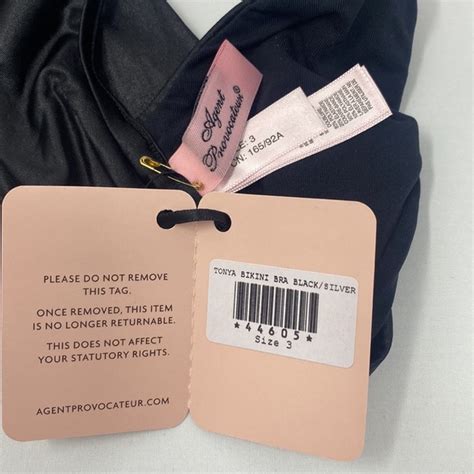 Agent
Provocateur®
SIZE: 3
CN: 165/92A
PLEASE DO NOT REMOVE
THIS TAG.
ONCE REMOVED, THIS ITEM
IS NO LONGER RETURNABLE.
THIS DOES NOT AFFECT
YOUR STATUTORY RIGHTS.
AGENTPROVOCATEUR.COM
TONYA BIKINI BRA BLACK/SILVER
*44605*
Size 3